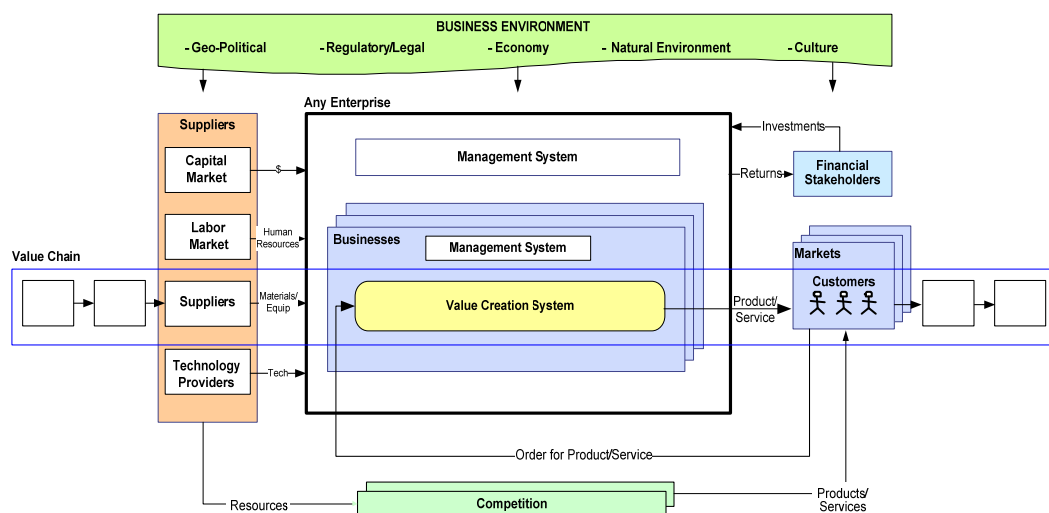 BUSINESS ENVIRONMENT
- Geo-Political
- Regulatory/Legal
- Economy
- Natural Environment
- Culture
Any Enterprise
Suppliers
Capital
Market
$
Management System
Investments
Returns
Financial
Stakeholders
Labor
Market
Human
Resources
Businesses
Management System
Value Chain
Markets
Customers
Suppliers
Materials/
Equip
Value Creation System
Product/
Service
Technology
Providers
Tech
Order for Product/Service
Resources
Competition
Products/
Services